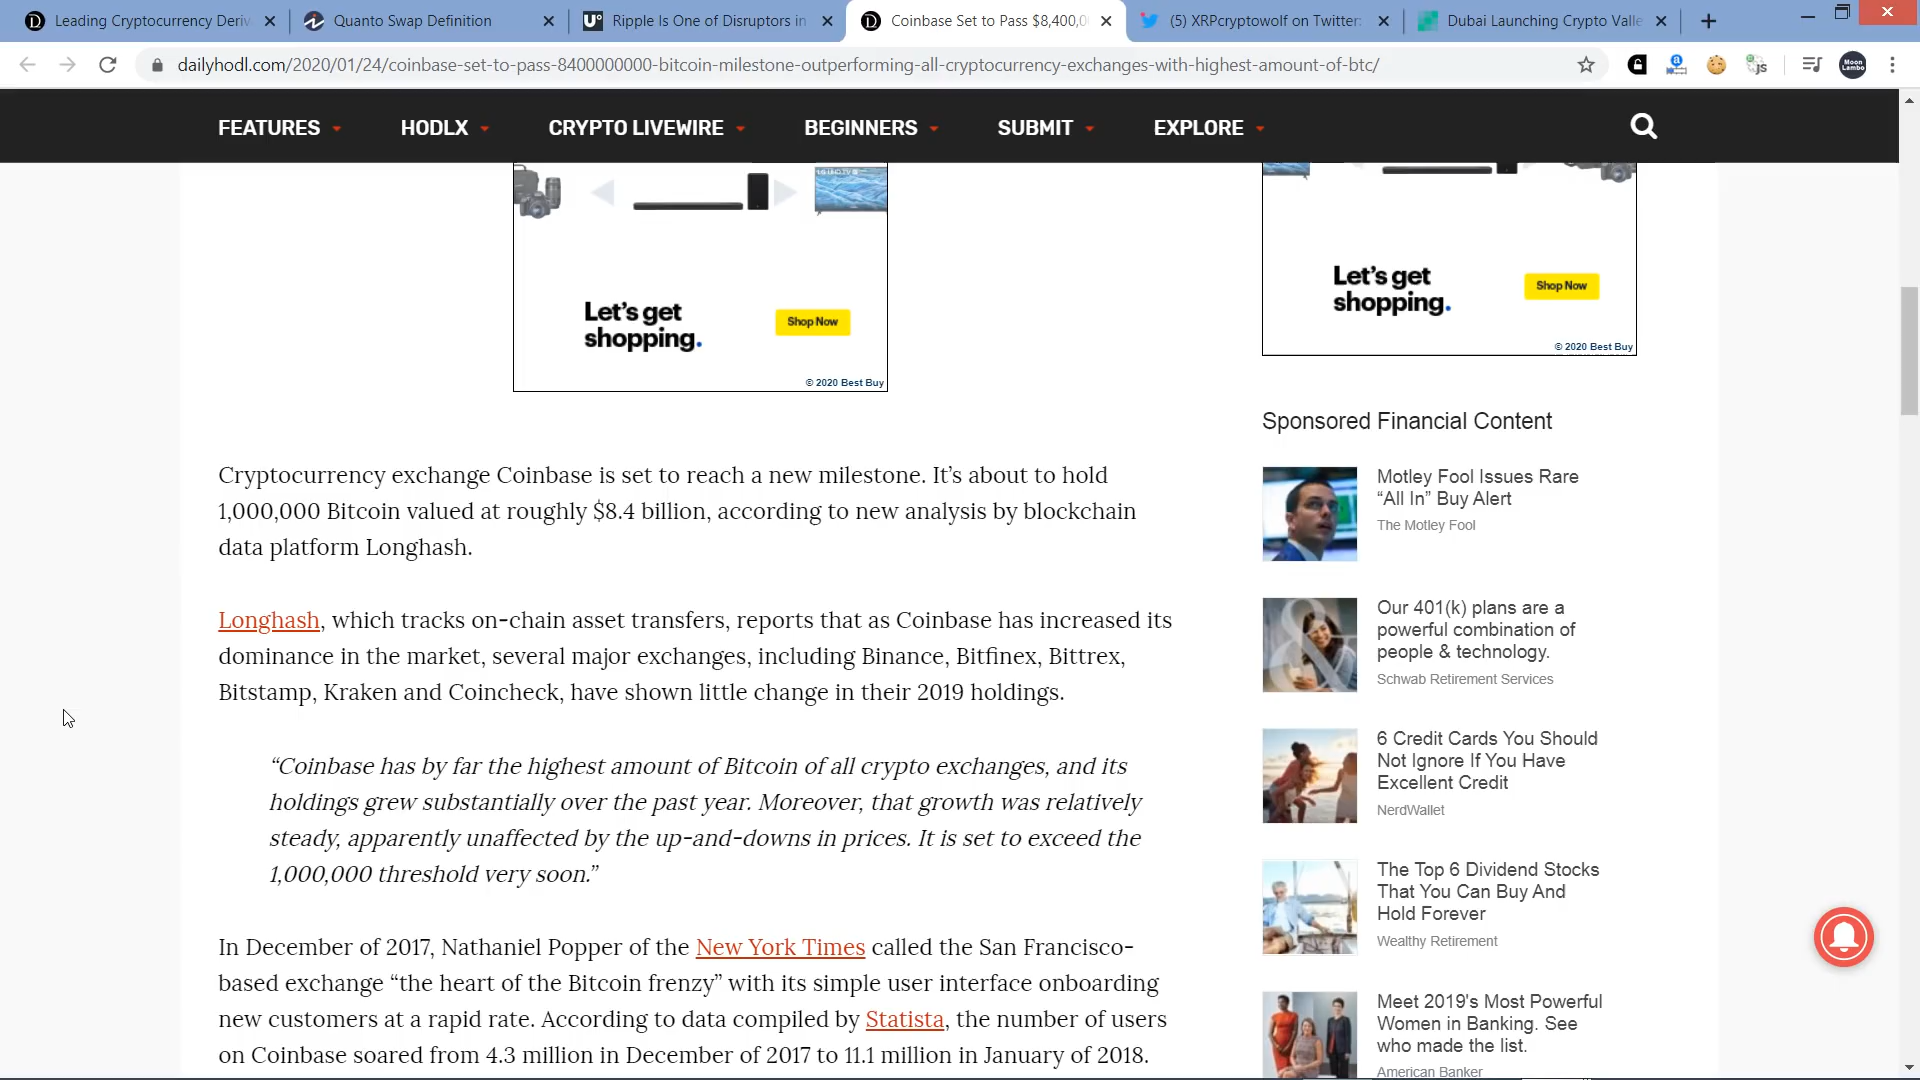 Leading Cryptocurrency Deriv
Quanto Swap Definition
Ripple Is One of Disruptors in
Coinbase Set to Pass $8,400,0
(5) XRPcryptowolf on Twitter:
Dubai Launching Crypto Valle
dailyhodl.com/2020/01/24/coinbase-set-to-pass-8400000000-bitcoin-milestone-outperforming-all-cryptocurrency-exchanges-with-highest-amount-of-btc/
FEATURES HODLX CRYPTO LIVEWIRE BEGINNERS SUBMIT EXPLORE
Let's get
shopping.
Shop Now
© 2020 Best Buy
Let's get
shopping.
Shop Now
© 2020 Best Buy
Cryptocurrency exchange Coinbase is set to reach a new milestone. It’s about to hold
1,000,000 Bitcoin valued at roughly $8.4 billion, according to new analysis by blockchain
data platform Longhash.
Longhash, which tracks on-chain asset transfers, reports that as Coinbase has increased its
dominance in the market, several major exchanges, including Binance, Bitfinex, Bittrex,
Bitstamp, Kraken and Coincheck, have shown little change in their 2019 holdings.
“Coinbase has by far the highest amount of Bitcoin of all crypto exchanges, and its
holdings grew substantially over the past year. Moreover, that growth was relatively
steady, apparently unaffected by the up-and-downs in prices. It is set to exceed the
1,000,000 threshold very soon.”
In December of 2017, Nathaniel Popper of the New York Times called the San Francisco-
based exchange “the heart of the Bitcoin frenzy” with its simple user interface onboarding
new customers at a rapid rate. According to data compiled by Statista, the number of users
on Coinbase soared from 4.3 million in December of 2017 to 11.1 million in January of 2018.
Sponsored Financial Content
Motley Fool Issues Rare
“All In” Buy Alert
The Motley Fool
Our 401(k) plans are a
powerful combination of
people & technology.
Schwab Retirement Services
6 Credit Cards You Should
Not Ignore If You Have
Excellent Credit
NerdWallet
The Top 6 Dividend Stocks
That You Can Buy And
Hold Forever
Wealthy Retirement
Meet 2019's Most Powerful
Women in Banking. See
who made the list.
American Banker